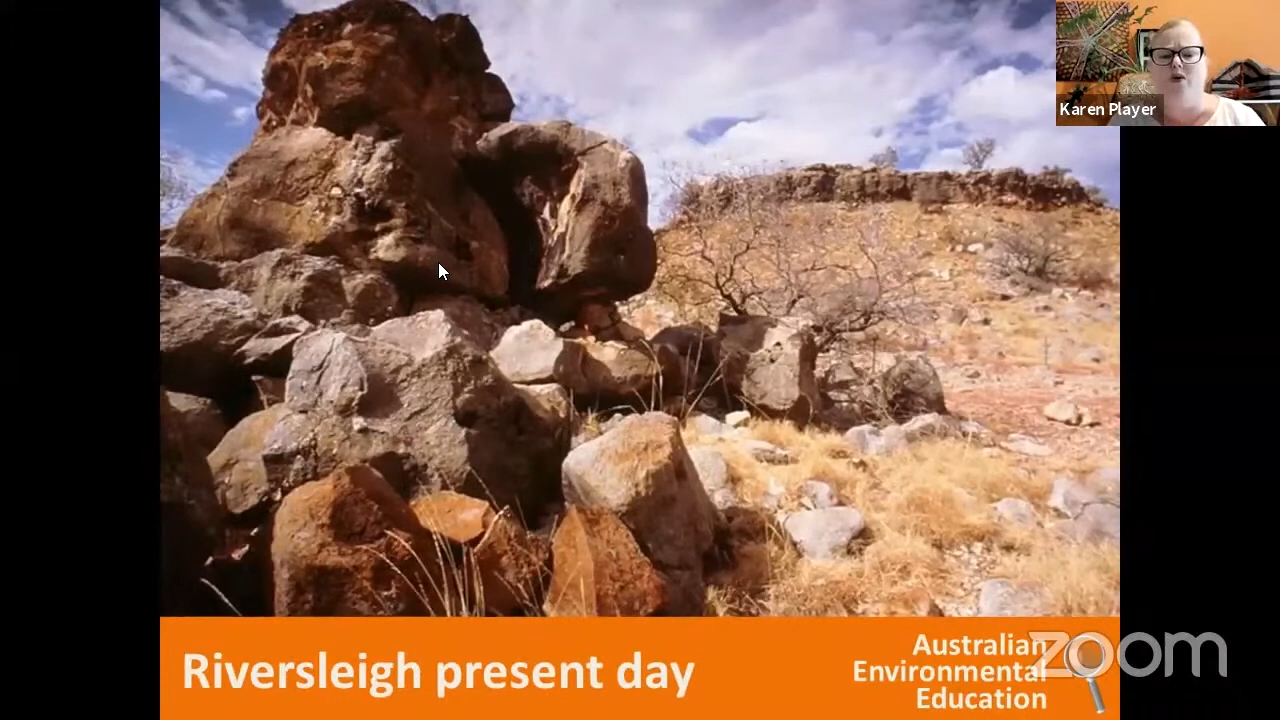 Karen Player
Riversleigh present day
Australian
Environmental
Education
zoom